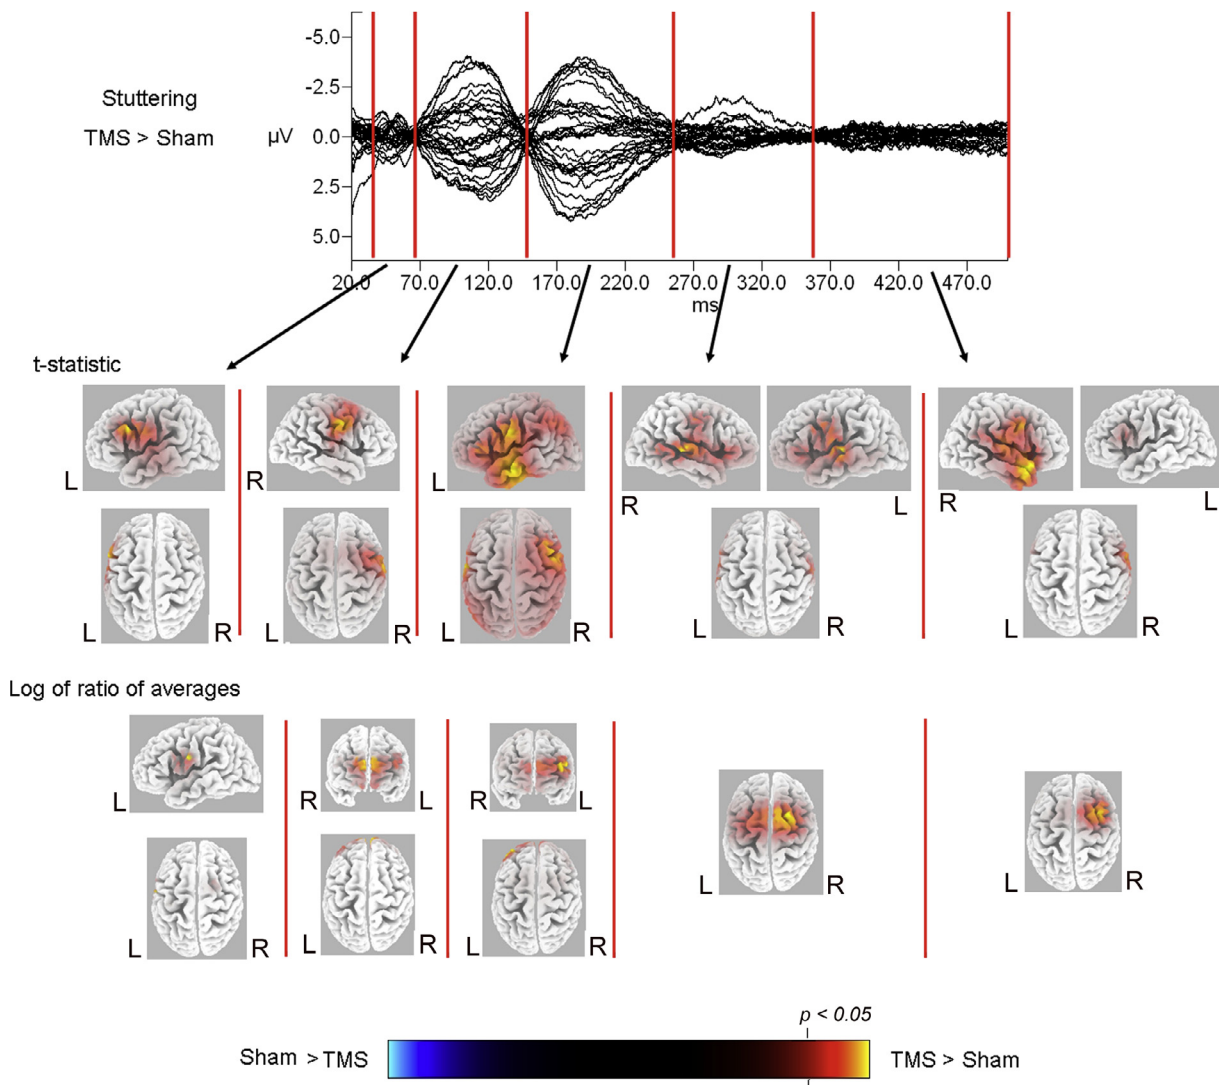 -5.0
-2.5
0.0
2.5
5.0
µV
Stuttering
TMS > Sham
20.0 70.0 120.0 170.0 220.0 270.0 320.0 370.0 420.0 470.0
ms
t-statistic
L R L R L R L
L R L R L R L R L R
Log of ratio of averages
L R L R L
L R L R L R L R L R
p < 0.05
Sham > TMS TMS > Sham